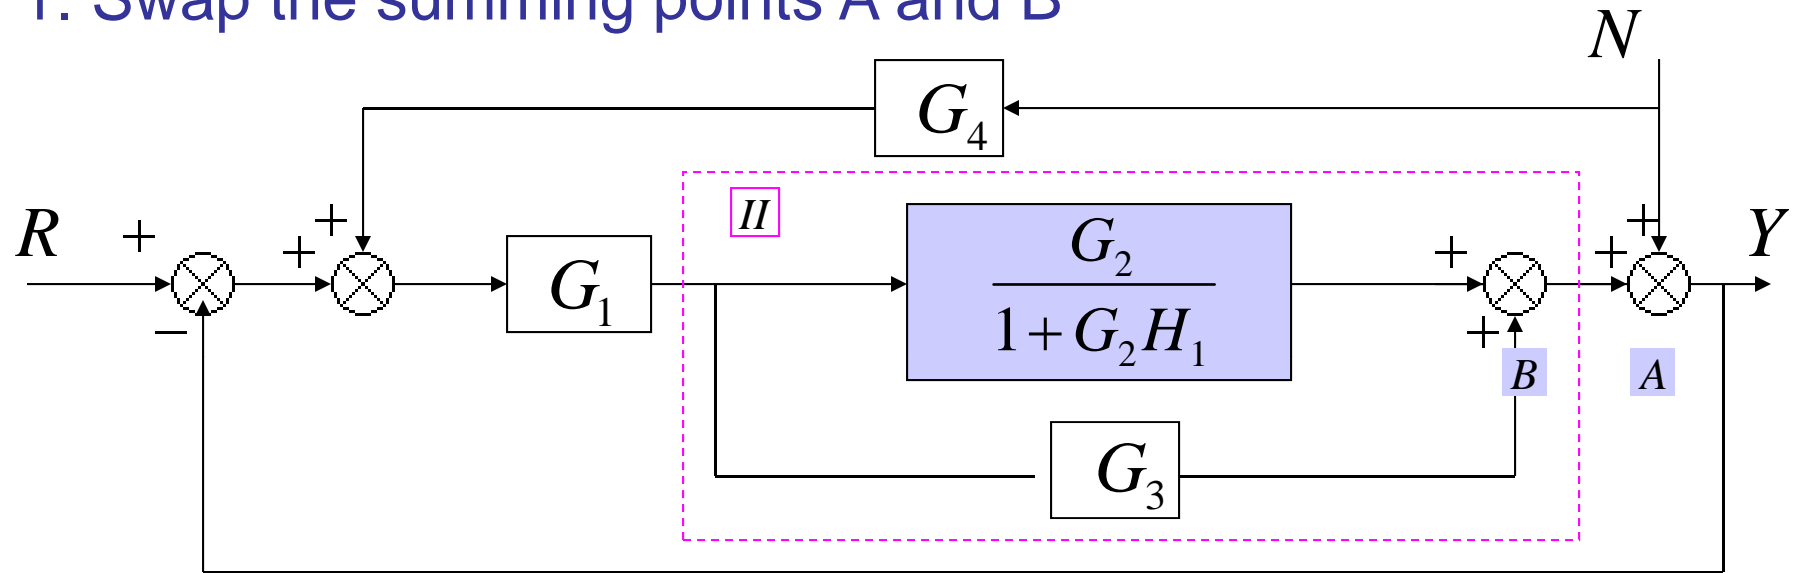 1. Swap the summing points A and B
N
G₄
R
+
−
+
+
G₁
II
G₂
1+G₂H₁
+
+
B
+
+
A
Y
G₃